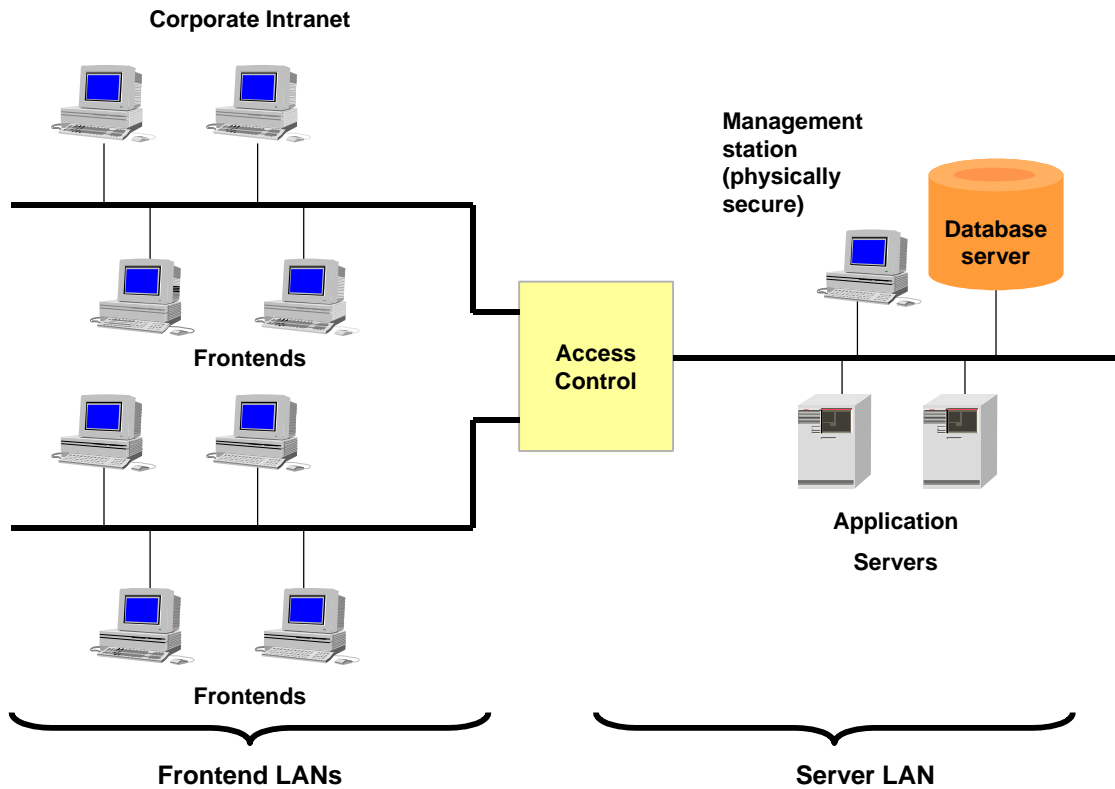 Corporate Intranet
Management
station
(physically
secure)
Database
server
Frontends
Access
Control
Application
Servers
Frontends
Frontend LANs
Server LAN